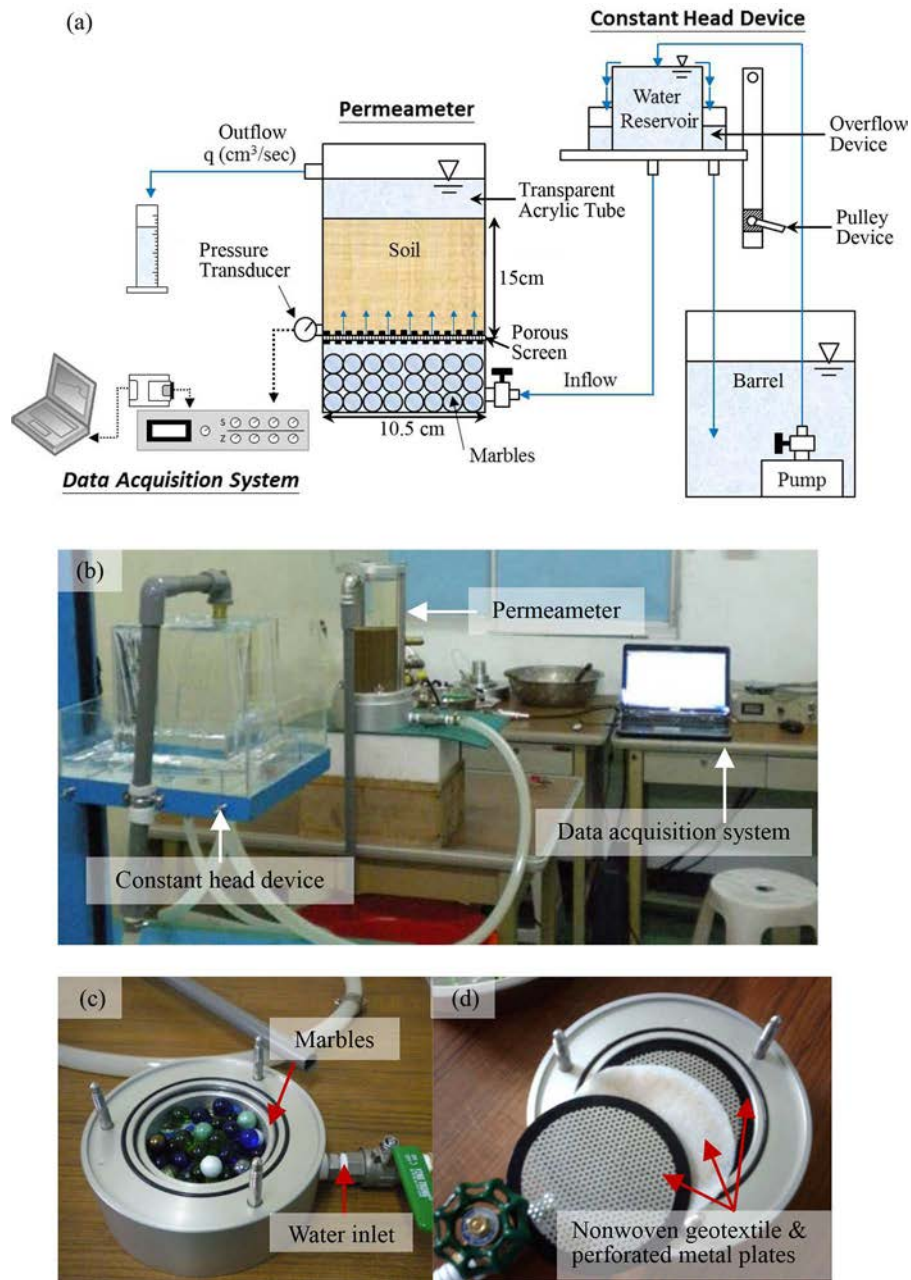 (a)
Constant Head Device
Water
Reservoir
Overflow
Device
Pulley
Device
Permeameter
Outflow
q (cm³/sec)
Transparent
Acrylic Tube
Soil
Pressure
Transducer
15cm
Porous
Screen
Inflow
Barrel
10.5 cm
Marbles
Pump
S
Z
Data Acquisition System
(b)
Permeameter
Data acquisition system
Constant head device
(c)
Marbles
Water inlet
(d)
Nonwoven geotextile &
perforated metal plates